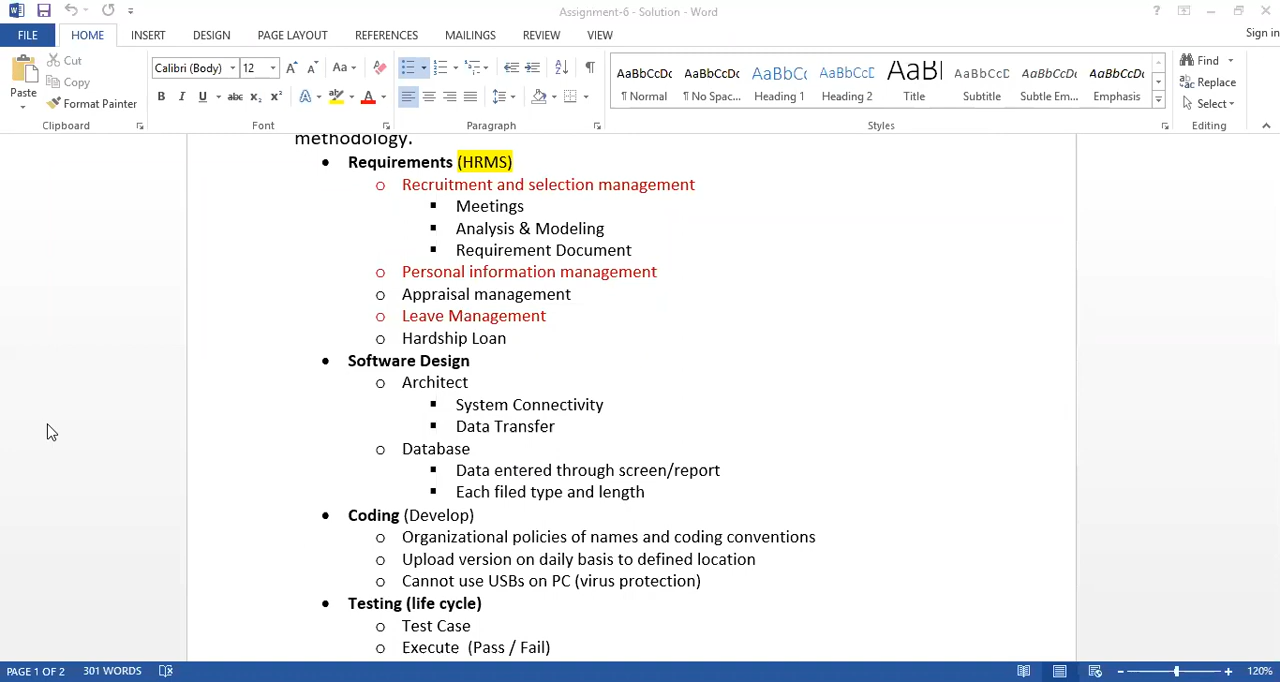 Assignment-6 - Solution - Word
FILE HOME INSERT DESIGN PAGE LAYOUT REFERENCES MAILINGS REVIEW VIEW Sign in
Paste
Cut
Copy
Format Painter
Clipboard
Calibri (Body) 12
Font
Paragraph
AaBbCcDc AaBbCcDc AaBbCc AaBbCcC AaBl AaBbCcD AaBbCcDc AaBbCcDc
¶ Normal ¶ No Spac... Heading 1 Heading 2 Title Subtitle Subtle Em... Emphasis
Styles
Find
Replace
Select
Editing
methodology.
• Requirements (HRMS)
o Recruitment and selection management
▪ Meetings
▪ Analysis & Modeling
▪ Requirement Document
o Personal information management
o Appraisal management
o Leave Management
o Hardship Loan
• Software Design
o Architect
▪ System Connectivity
▪ Data Transfer
o Database
▪ Data entered through screen/report
▪ Each filed type and length
• Coding (Develop)
o Organizational policies of names and coding conventions
o Upload version on daily basis to defined location
o Cannot use USBs on PC (virus protection)
• Testing (life cycle)
o Test Case
o Execute (Pass / Fail)
PAGE 1 OF 2 301 WORDS 120%